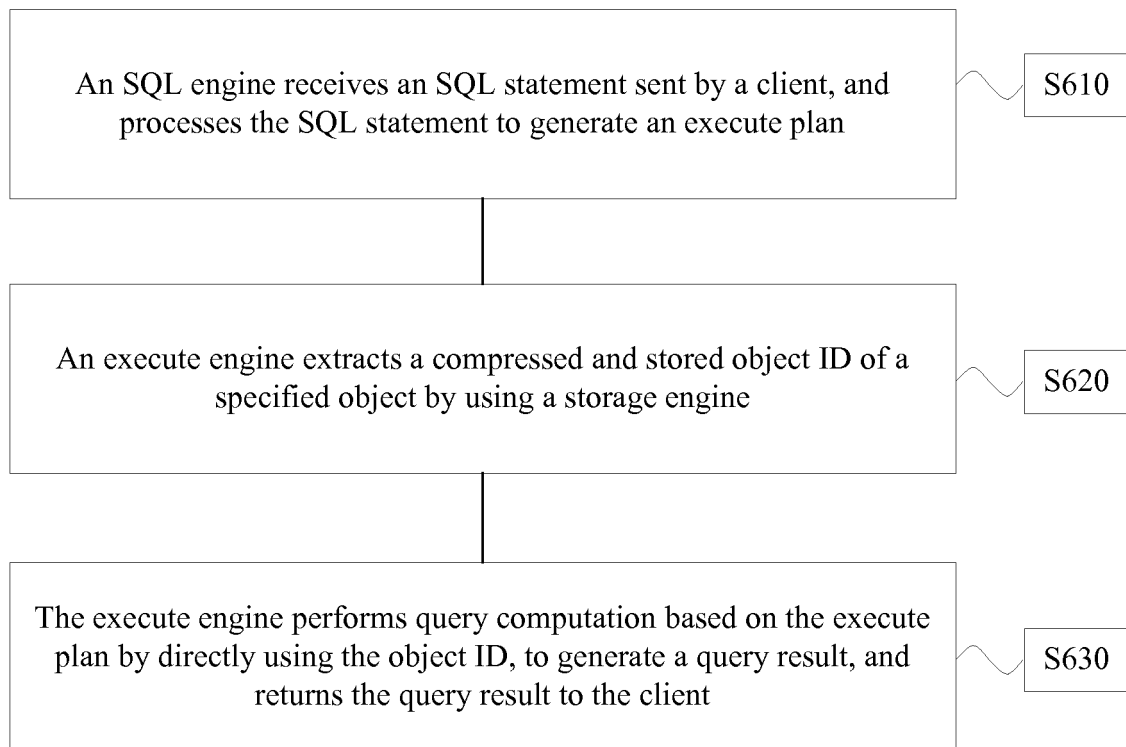 An SQL engine receives an SQL statement sent by a client, and
processes the SQL statement to generate an execute plan
S610
An execute engine extracts a compressed and stored object ID of a
specified object by using a storage engine
S620
The execute engine performs query computation based on the execute
plan by directly using the object ID, to generate a query result, and
returns the query result to the client
S630